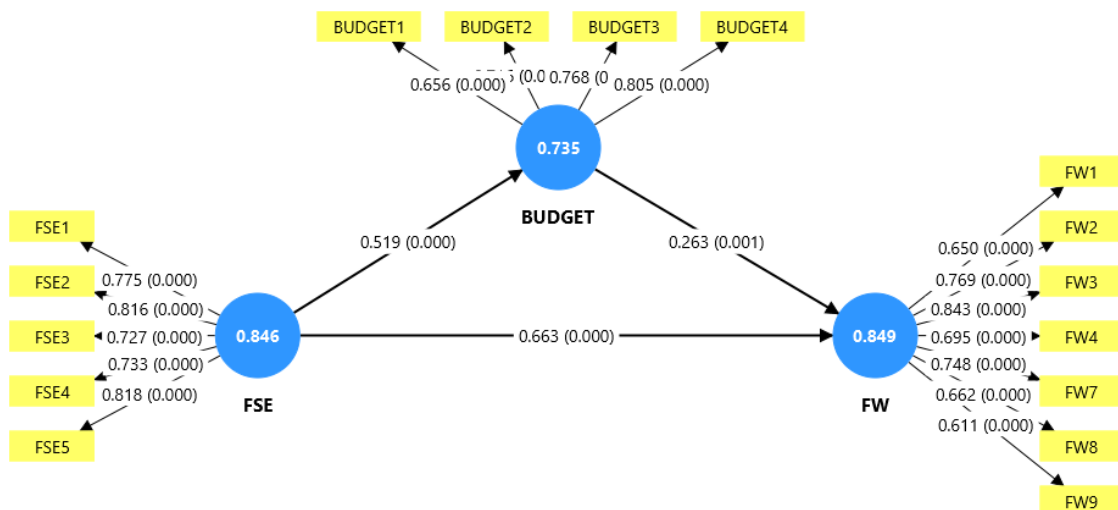 BUDGET1
BUDGET2
BUDGET3
BUDGET4
0.656 (0.000)
0.768
0.805 (0.000)
0.735
BUDGET
0.519 (0.000)
0.263 (0.001)
FSE1
FSE2
FSE3
FSE4
FSE5
0.775 (0.000)
0.816 (0.000)
0.727 (0.000)
0.733 (0.000)
0.818 (0.000)
0.846
FSE
0.663 (0.000)
0.849
FW
0.650 (0.000)
0.769 (0.000)
0.843 (0.000)
0.695 (0.000)
0.748 (0.000)
0.662 (0.000)
0.611 (0.000)
FW1
FW2
FW3
FW4
FW7
FW8
FW9